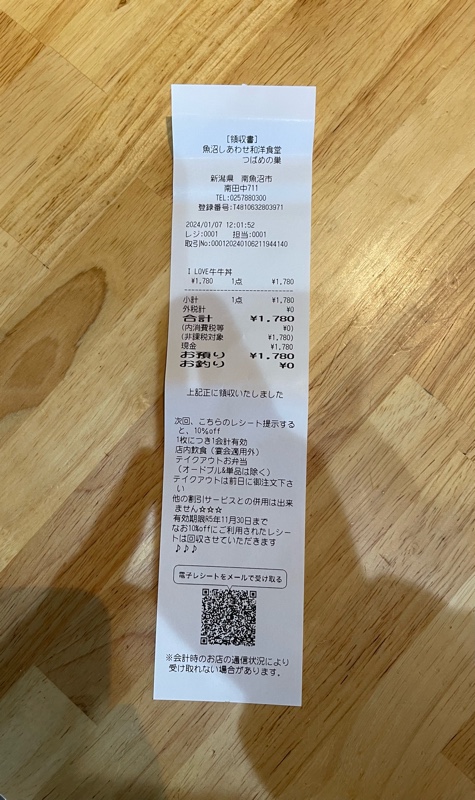 [領収書]
魚沼しあわせ和洋食堂
つばめの巣
新潟県 南魚沼市
南田中711
TEL:0257880300
登録番号:T4810632803971
2024/01/07 12:01:52
レジ:0001 担当:0001
取引No:000120240106211944140
I LOVE牛牛丼
¥1,780 1点 ¥1,780
小計 1点 ¥1,780
外税計 ¥0
合計 ¥1,780
(内消費税等 ¥0)
(非課税対象 ¥1,780)
現金 ¥1,780
お預り ¥1,780
お釣り ¥0
上記正に領収いたしました
次回、こちらのレシート提示する
と、10%off
1枚につき1会計有効
店内飲食（宴会適用外）
テイクアウトお弁当
（オードブル&単品は除く）
テイクアウトは前日に御注文下さ
い
他の割引サービスとの併用は出来
ません☆☆☆
有効期限R5年11月30日まで
なお10%offにご利用されたレシー
トは回収させていただきます
♪♪♪
電子レシートをメールで受け取る
※会計時のお店の通信状況により
受け取れない場合があります。